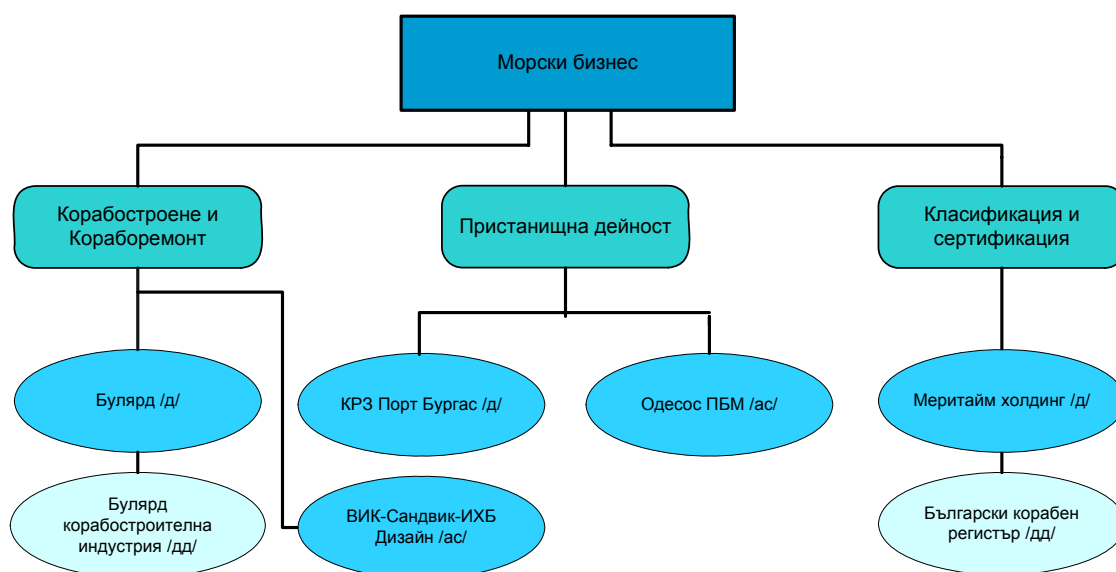 Морски бизнес
Корабостроене и
Корабoремонт
Пристанищна дейност
Класификация и
сертификация
Булярд /д/
КРЗ Порт Бургас /д/
Одесос ПБМ /ас/
Меритайм холдинг /д/
Булярд
корабостроителна
индустрия /дд/
ВИК-Сандвик-ИХБ
Дизайн /ас/
Български корабен
регистър /дд/